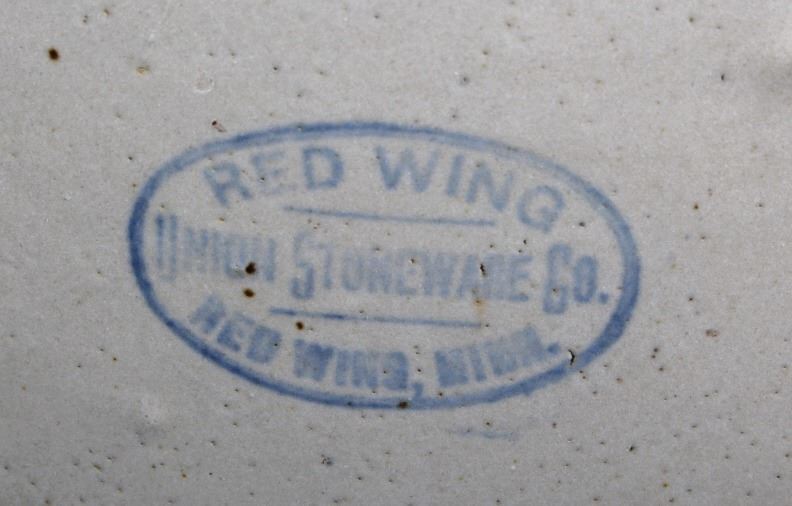 RED WING
UNION STONEWARE CO.
RED WING, MINN.